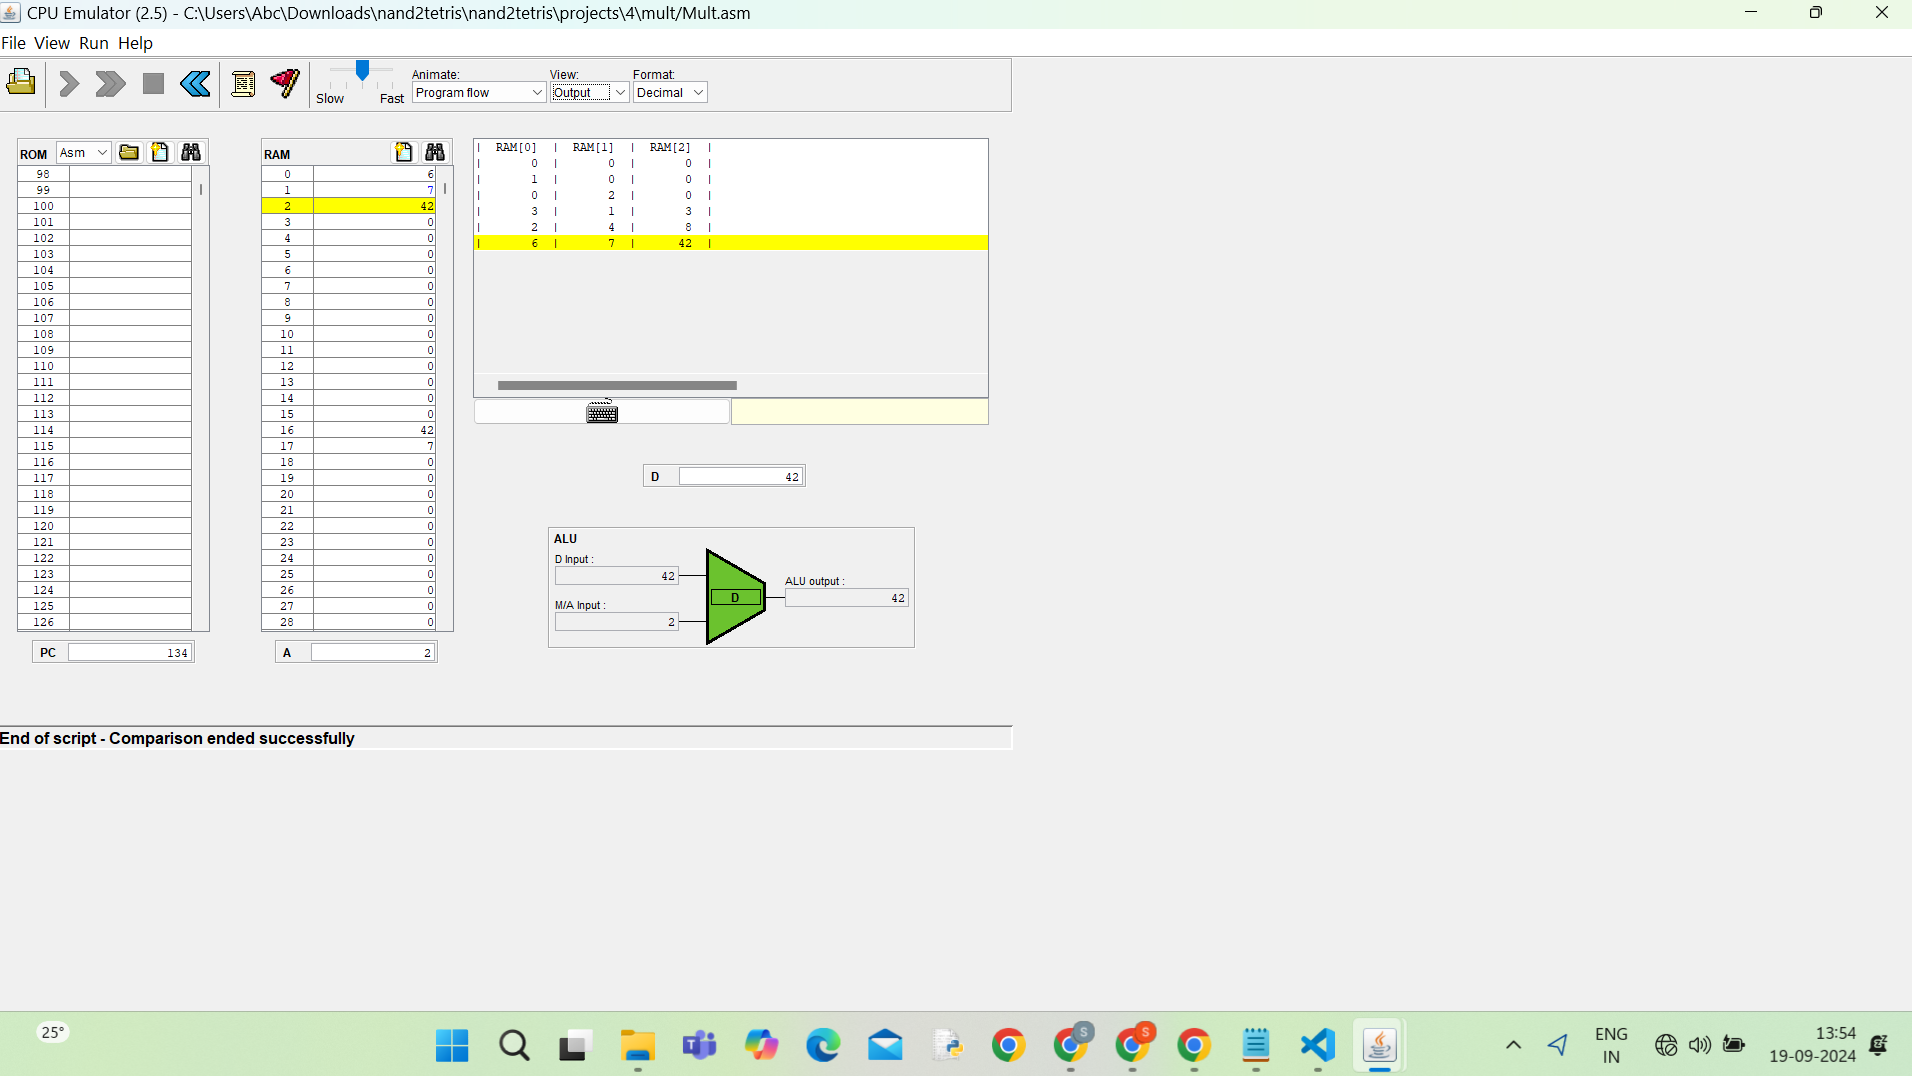 CPU Emulator (2.5) - C:\Users\Abc\Downloads\nand2tetris\nand2tetris\projects\4\mult/Mult.asm
File View Run Help
Slow Fast
Animate: View: Format:
Program flow Output Decimal
ROM Asm
98
99
100
101
102
103
104
105
106
107
108
109
110
111
112
113
114
115
116
117
118
119
120
121
122
123
124
125
126
PC 134
RAM
0 6
1 7
2 42
3 0
4 0
5 0
6 0
7 0
8 0
9 0
10 0
11 0
12 0
13 0
14 0
15 0
16 42
17 7
18 0
19 0
20 0
21 0
22 0
23 0
24 0
25 0
26 0
27 0
28 0
A 2
| RAM[0] | RAM[1] | RAM[2] |
| 0 | 0 | 0 |
| 1 | 0 | 0 |
| 0 | 2 | 0 |
| 3 | 1 | 3 |
| 2 | 4 | 8 |
| 6 | 7 | 42 |
D 42
ALU
D Input :
42
M/A Input :
2
D
ALU output :
42
End of script - Comparison ended successfully
25°
S
S
ENG
IN
13:54
19-09-2024